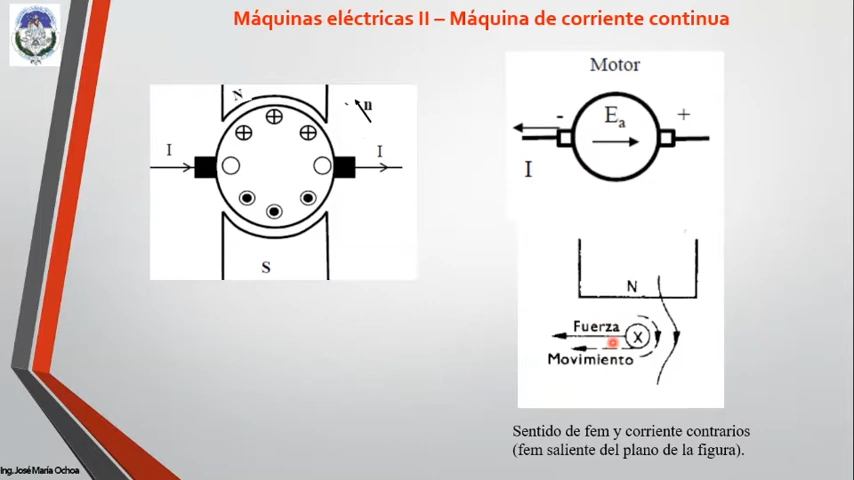 Máquinas eléctricas II – Máquina de corriente continua
N
n
I
I
S
Motor
-
+
Ea
I
N
Fuerza
X
Movimiento
Sentido de fem y corriente contrarios
(fem saliente del plano de la figura).
Ing. José María Ochoa